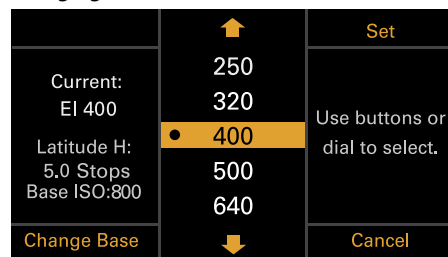 Set
Current:
EI 400
Latitude H:
5.0 Stops
Base ISO:800
250
320
400
500
640
Use buttons or
dial to select.
Change Base
Cancel